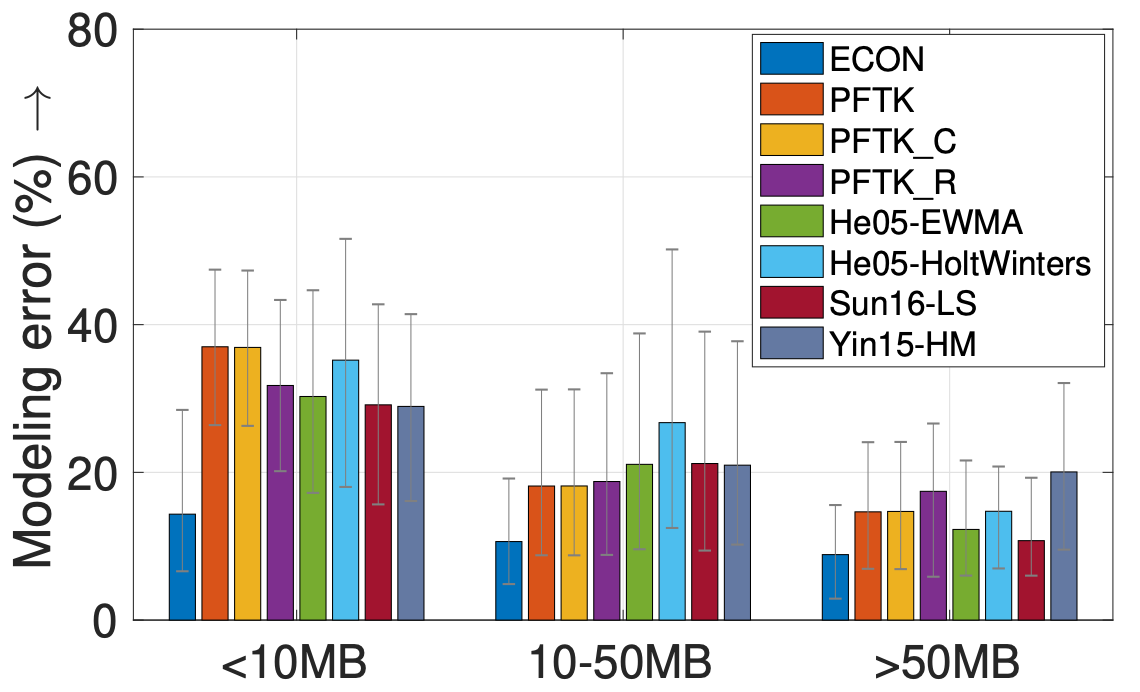 Modeling error (%) →
80
60
40
20
0
ECON
PFTK
PFTK_C
PFTK_R
He05-EWMA
He05-HoltWinters
Sun16-LS
Yin15-HM
<10MB
10-50MB
>50MB